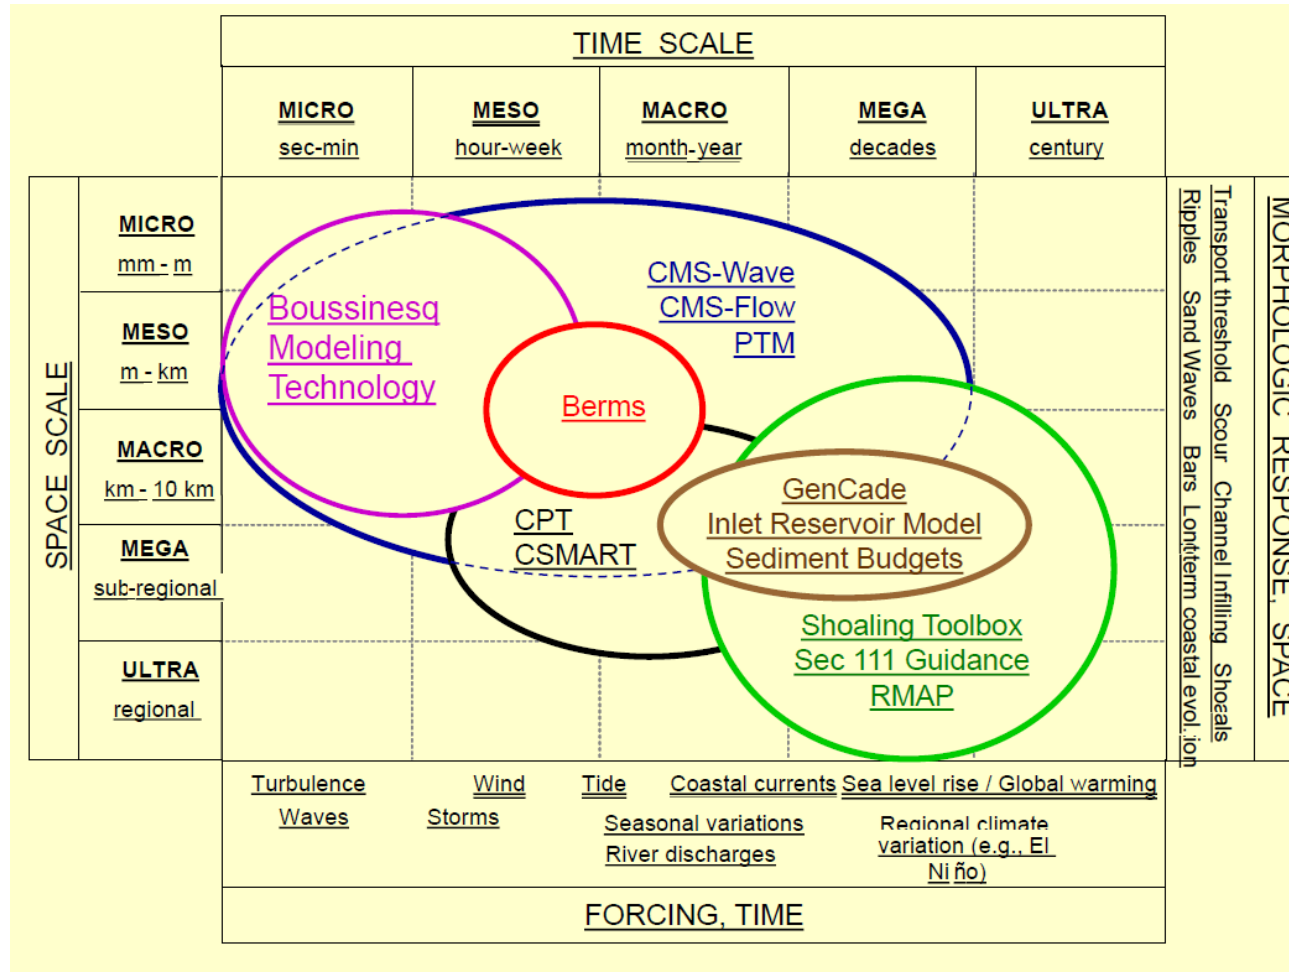 TIME SCALE
MICRO
sec-min
MESO
hour-week
MACRO
month-year
MEGA
decades
ULTRA
century
SPACE SCALE
MICRO
mm - m
MESO
m - km
MACRO
km - 10 km
MEGA
sub-regional
ULTRA
regional
Boussinesq
Modeling
Technology
CMS-Wave
CMS-Flow
PTM
Berms
CPT
CSMART
GenCade
Inlet Reservoir Model
Sediment Budgets
Shoaling Toolbox
Sec 111 Guidance
RMAP
MORPHOLOGIC RESPONSE, SPACE
Transport threshold Scour Channel Infilling Shoals
Ripples Sand Waves Bars coastal
Turbulence
Waves
Wind
Storms
Tide
Coastal currents
Seasonal variations
River discharges
Sea level rise / Global warming
Regional climate
variation (e.g., El
Niño)
FORCING, TIME